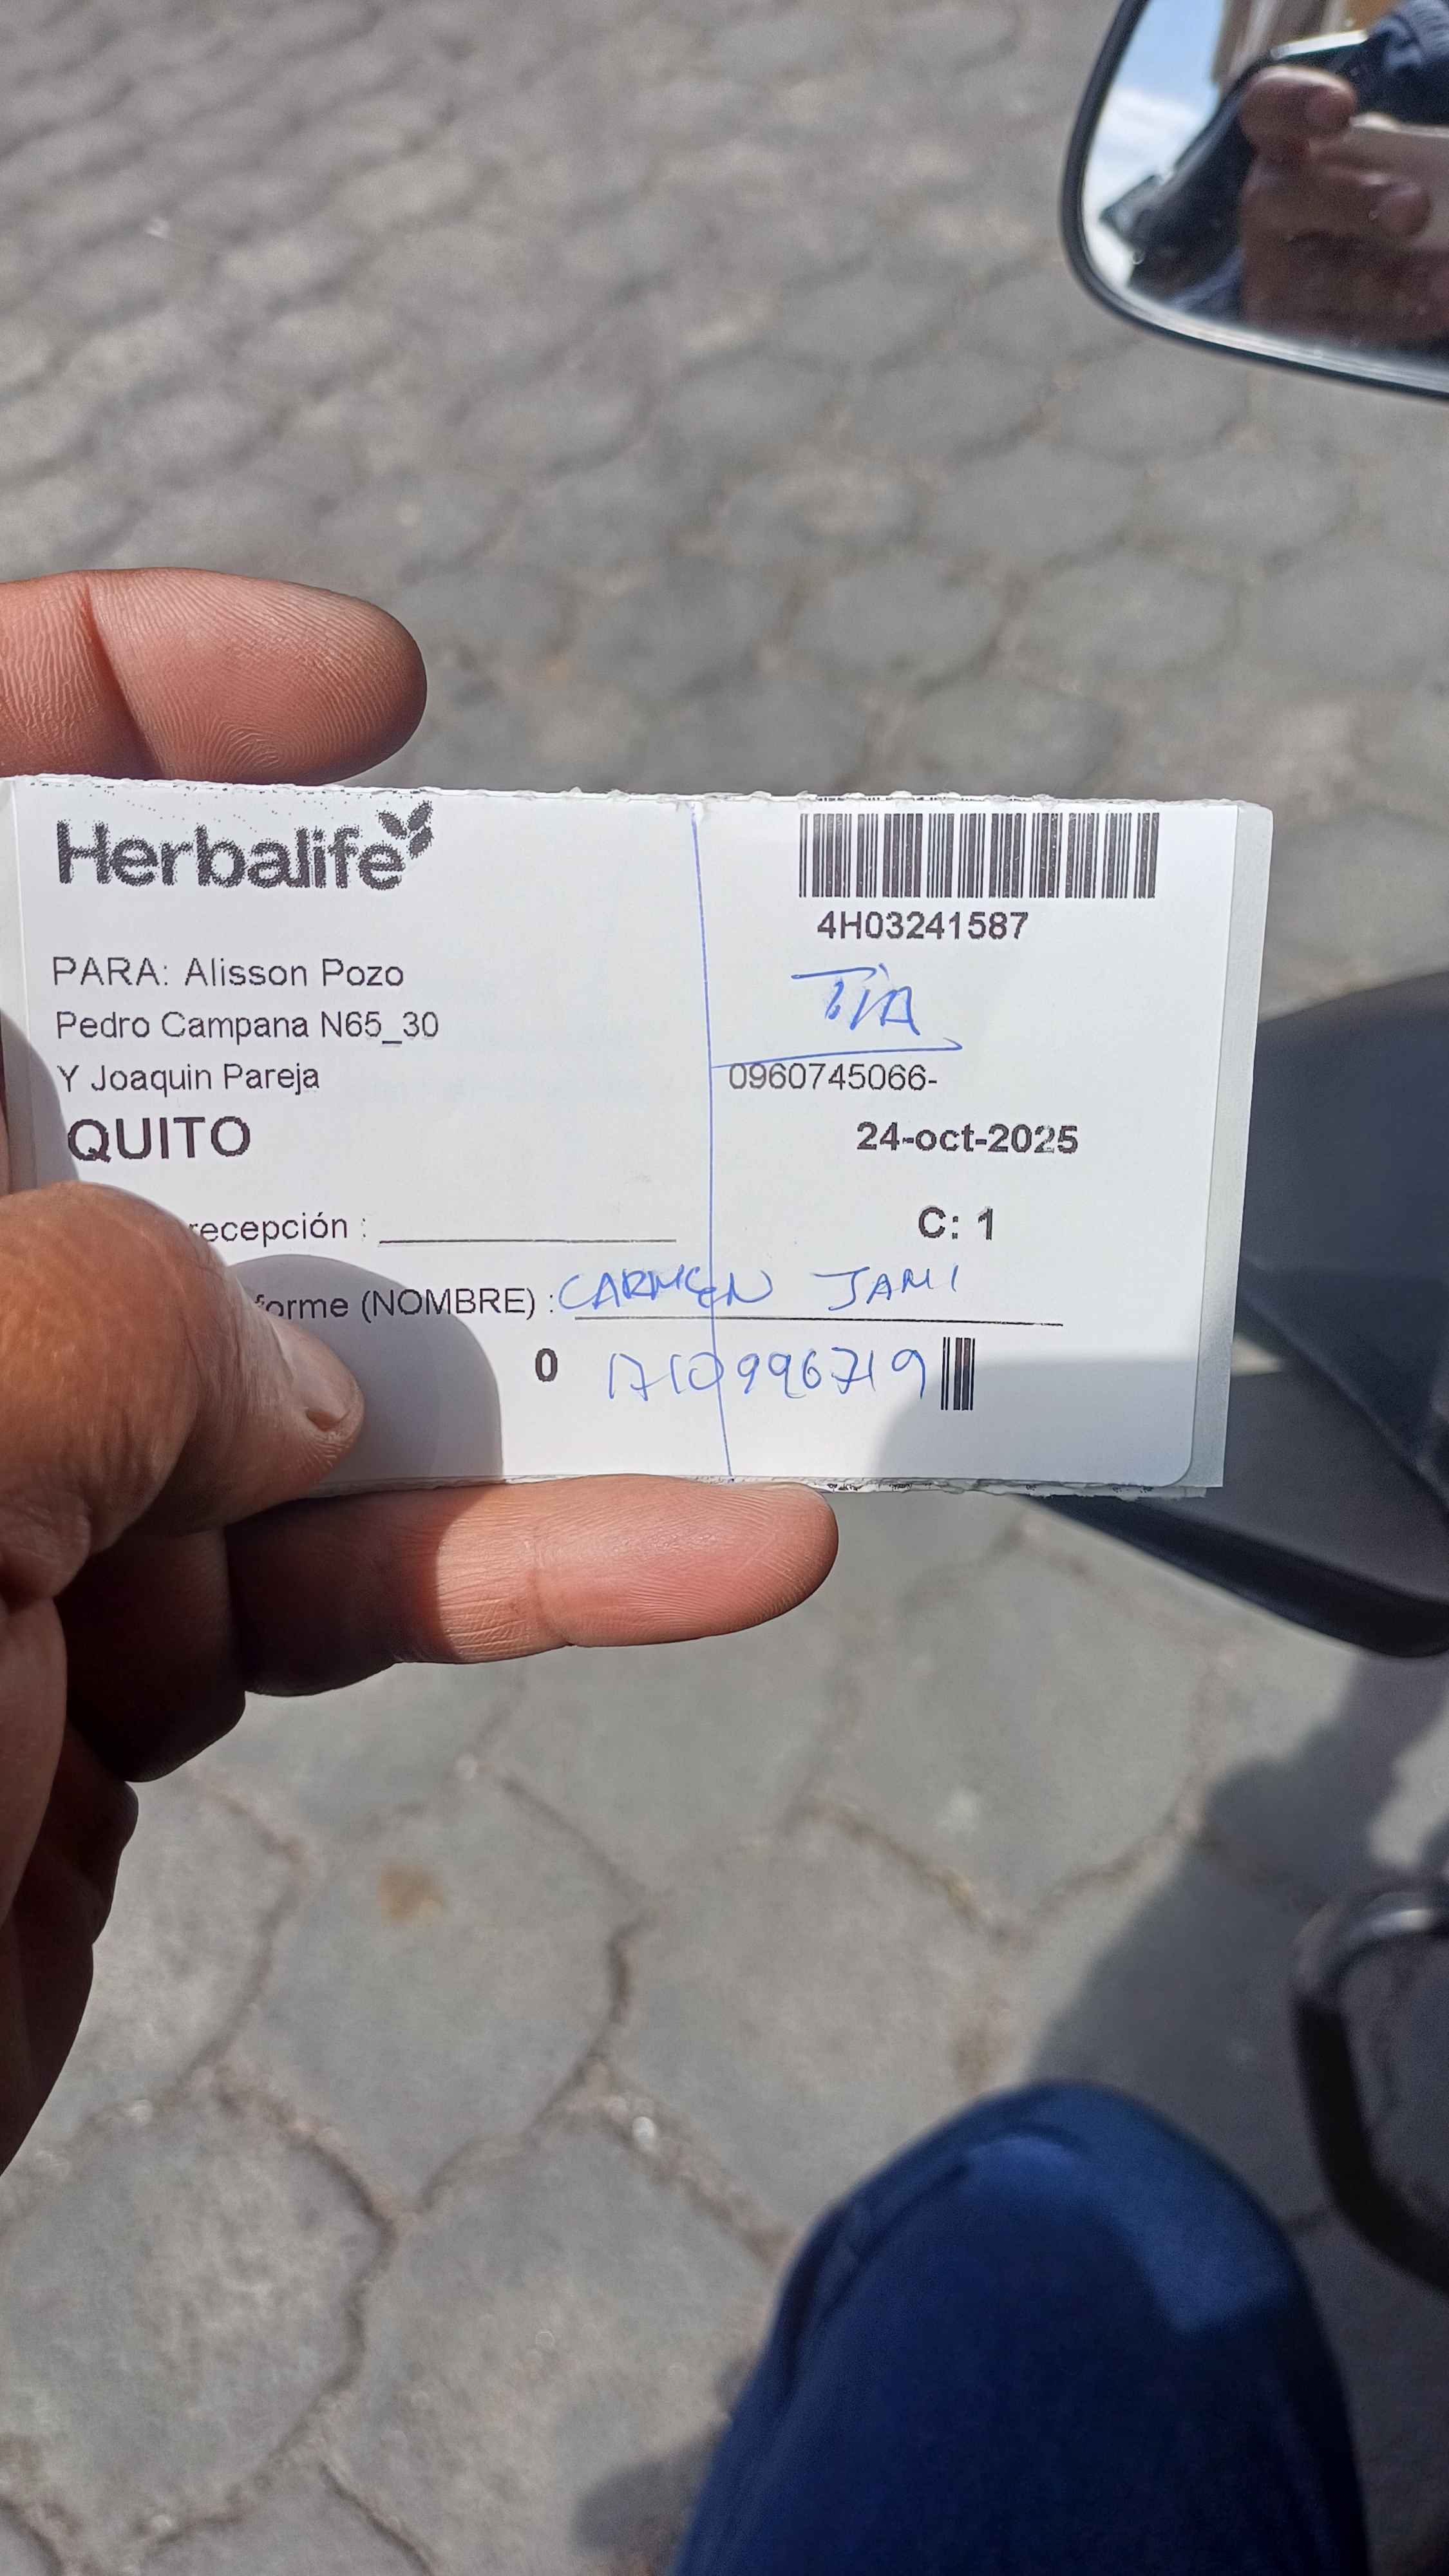 Herbalife
PARA: Alisson Pozo
Pedro Campana N65_30
Y Joaquin Pareja
QUITO
recepción :
forme (NOMBRE) : CARMEN JAMI
0 1710996719
4H03241587
TIA
0960745066-
24-oct-2025
C: 1